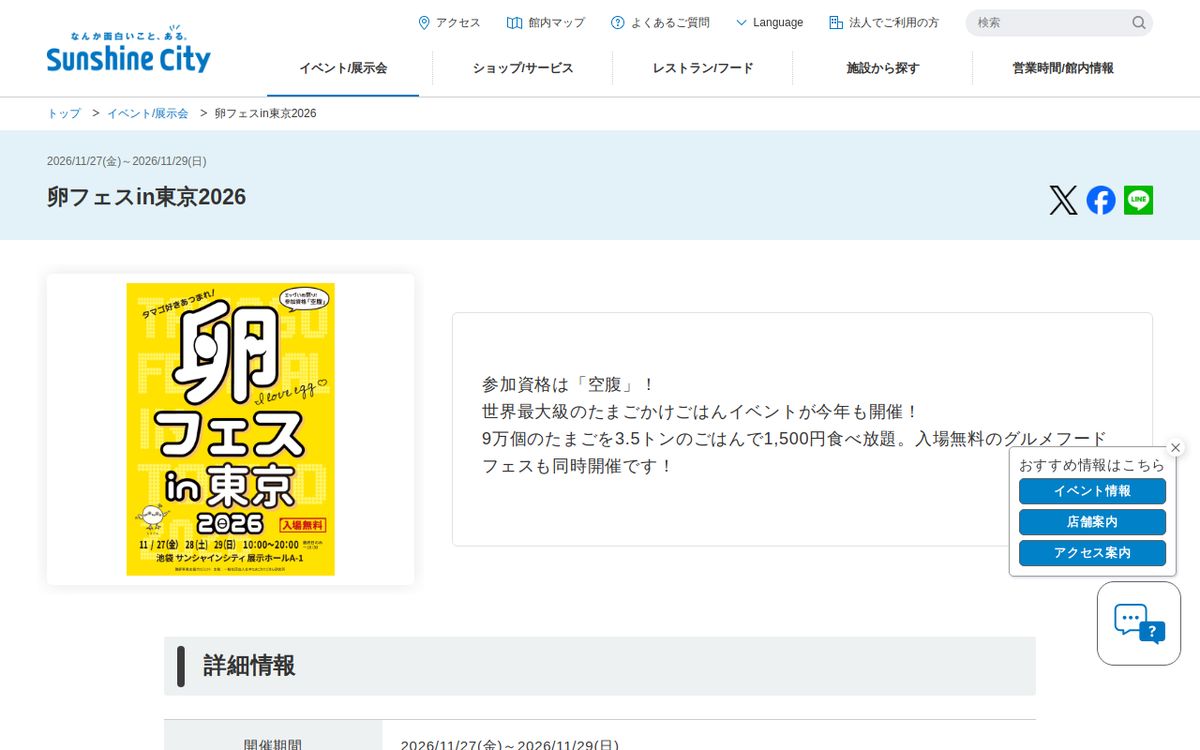 なんか面白いこと、ある。
Sunshine City
アクセス
館内マップ
よくあるご質問
Language
法人でご利用の方
検索
イベント/展示会
ショップ/サービス
レストラン/フード
施設から探す
営業時間/館内情報
トップ > イベント/展示会 > 卵フェスin東京2026
2026/11/27(金)～2026/11/29(日)
卵フェスin東京2026
LINE
タマゴ好きあつまれ!
参加資格「空腹」
卵
I love egg
フェス
in東京
2026
入場無料
11/27(金) 28(土) 29(日) 10:00~20:00
池袋 サンシャインシティ 展示ホールA-1
参加資格は「空腹」！
世界最大級のたまごかけごはんイベントが今年も開催！
9万個のたまごを3.5トンのごはんで1,500円食べ放題。入場無料のグルメフード
フェスも同時開催です！
おすすめ情報はこちら
イベント情報
店舗案内
アクセス案内
詳細情報
開催期間
2026/11/27(金)～2026/11/29(日)